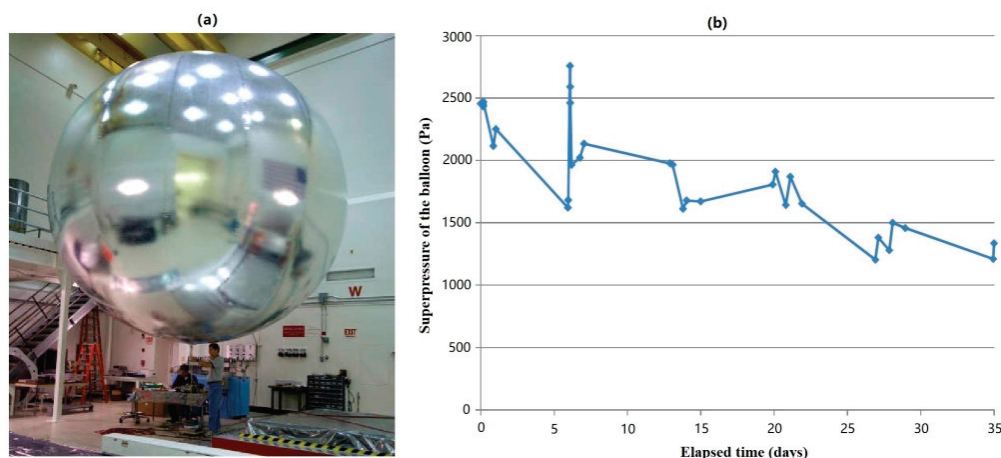 (a)
W
EXIT
(b)
Superpressure of the balloon (Pa)
3000
2500
2000
1500
1000
500
0
0 5 10 15 20 25 30 35
Elapsed time (days)